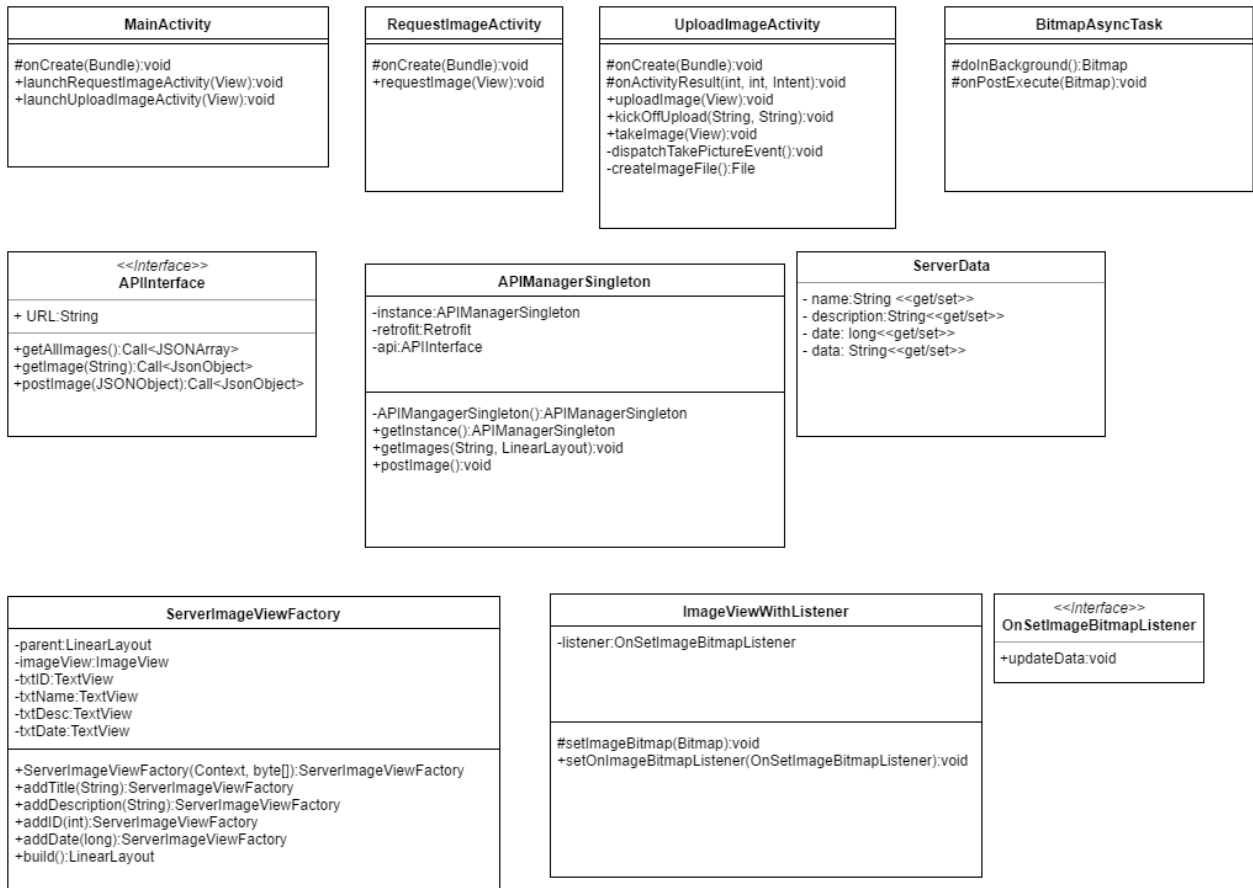 MainActivity
#onCreate(Bundle):void
+launchRequestImageActivity(View):void
+launchUploadImageActivity(View):void
RequestImageActivity
#onCreate(Bundle):void
+requestImage(View):void
UploadImageActivity
#onCreate(Bundle):void
#onActivityResult(int, int, Intent):void
+uploadImage(View):void
+kickOffUpload(String, String):void
+takeImage(View):void
-dispatchTakePictureEvent():void
-createImageFile():File
BitmapAsyncTask
#doInBackground():Bitmap
#onPostExecute(Bitmap):void
<<Interface>>
APIInterface
+ URL:String
+getAllImages():Call<JSONArray>
+getImage(String):Call<JsonObject>
+postImage(JSONObject):Call<JsonObject>
APIManagerSingleton
-instance:APIManagerSingleton
-retrofit:Retrofit
-api:APIInterface
-APIMangagerSingleton():APIManagerSingleton
+getInstance():APIManagerSingleton
+getImages(String, LinearLayout):void
+postImage():void
ServerData
- name:String <<get/set>>
- description:String<<get/set>>
- date: long<<get/set>>
- data: String<<get/set>>
ServerImageViewFactory
-parent:LinearLayout
-imageView:ImageView
-txtID:TextView
-txtName:TextView
-txtDesc:TextView
-txtDate:TextView
+ServerImageViewFactory(Context, byte[]):ServerImageViewFactory
+addTitle(String):ServerImageViewFactory
+addDescription(String):ServerImageViewFactory
+addID(int):ServerImageViewFactory
+addDate(long):ServerImageViewFactory
+build():LinearLayout
ImageViewWithListener
-listener:OnSetImageBitmapListener
#setImageBitmap(Bitmap):void
+setOnImageBitmapListener(OnSetImageBitmapListener):void
<<Interface>>
OnSetImageBitmapListener
+updateData:void